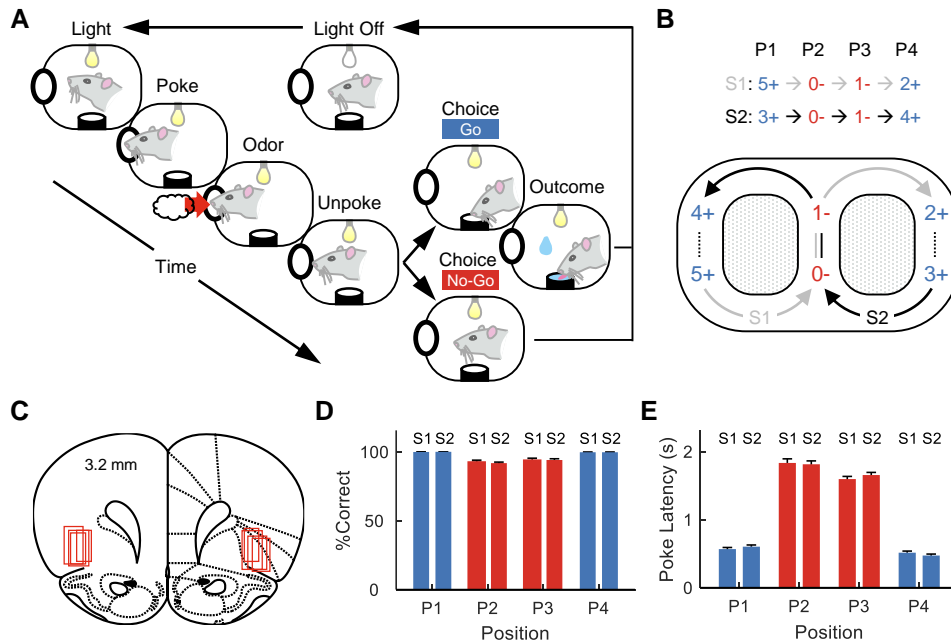 A
Light
Light Off
Poke
Choice
Go
Odor
Outcome
Unpoke
Choice
No-Go
Time
B
P1 P2 P3 P4
S1: 5+ 0- 1- 2+
S2: 3+ 0- 1- 4+
4+ 1- 2+
5+ 0- 3+
S1 S2
C
3.2 mm
D
S1 S2 S1 S2 S1 S2 S1 S2
100
50
0
%Correct
P1 P2 P3 P4
Position
E
S1 S2 S1 S2 S1 S2 S1 S2
2
1
0
Poke Latency (s)
P1 P2 P3 P4
Position